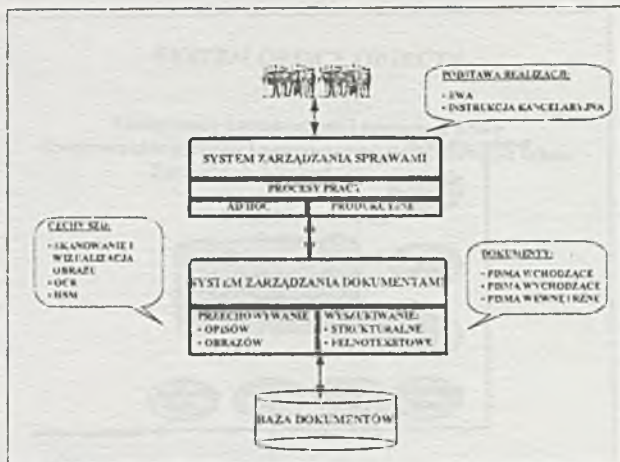 PODSTAWA REALIZACJI:
• RWA
• INSTRUKCJA KANCELARYJNA
SYSTEM ZARZĄDZANIA SPRAWAMI
PROCESY PRACY
AD HOC
PRODUKCYJNE
CECHY SZD:
• SKANOWANIE I
WIZUALIZACJA
OBRAZU
• OCR
• HSM
SYSTEM ZARZĄDZANIA DOKUMENTAMI
PRZECHOWYWANIE
• OPISÓW
• OBRAZÓW
WYSZUKIWANIE:
• STRUKTURALNE
• PEŁNOTEKSTOWE
DOKUMENTY:
• PISMA WCHODZĄCE
• PISMA WYCHODZĄCE
• PISMA WEWNĘTRZNE
BAZA DOKUMENTÓW